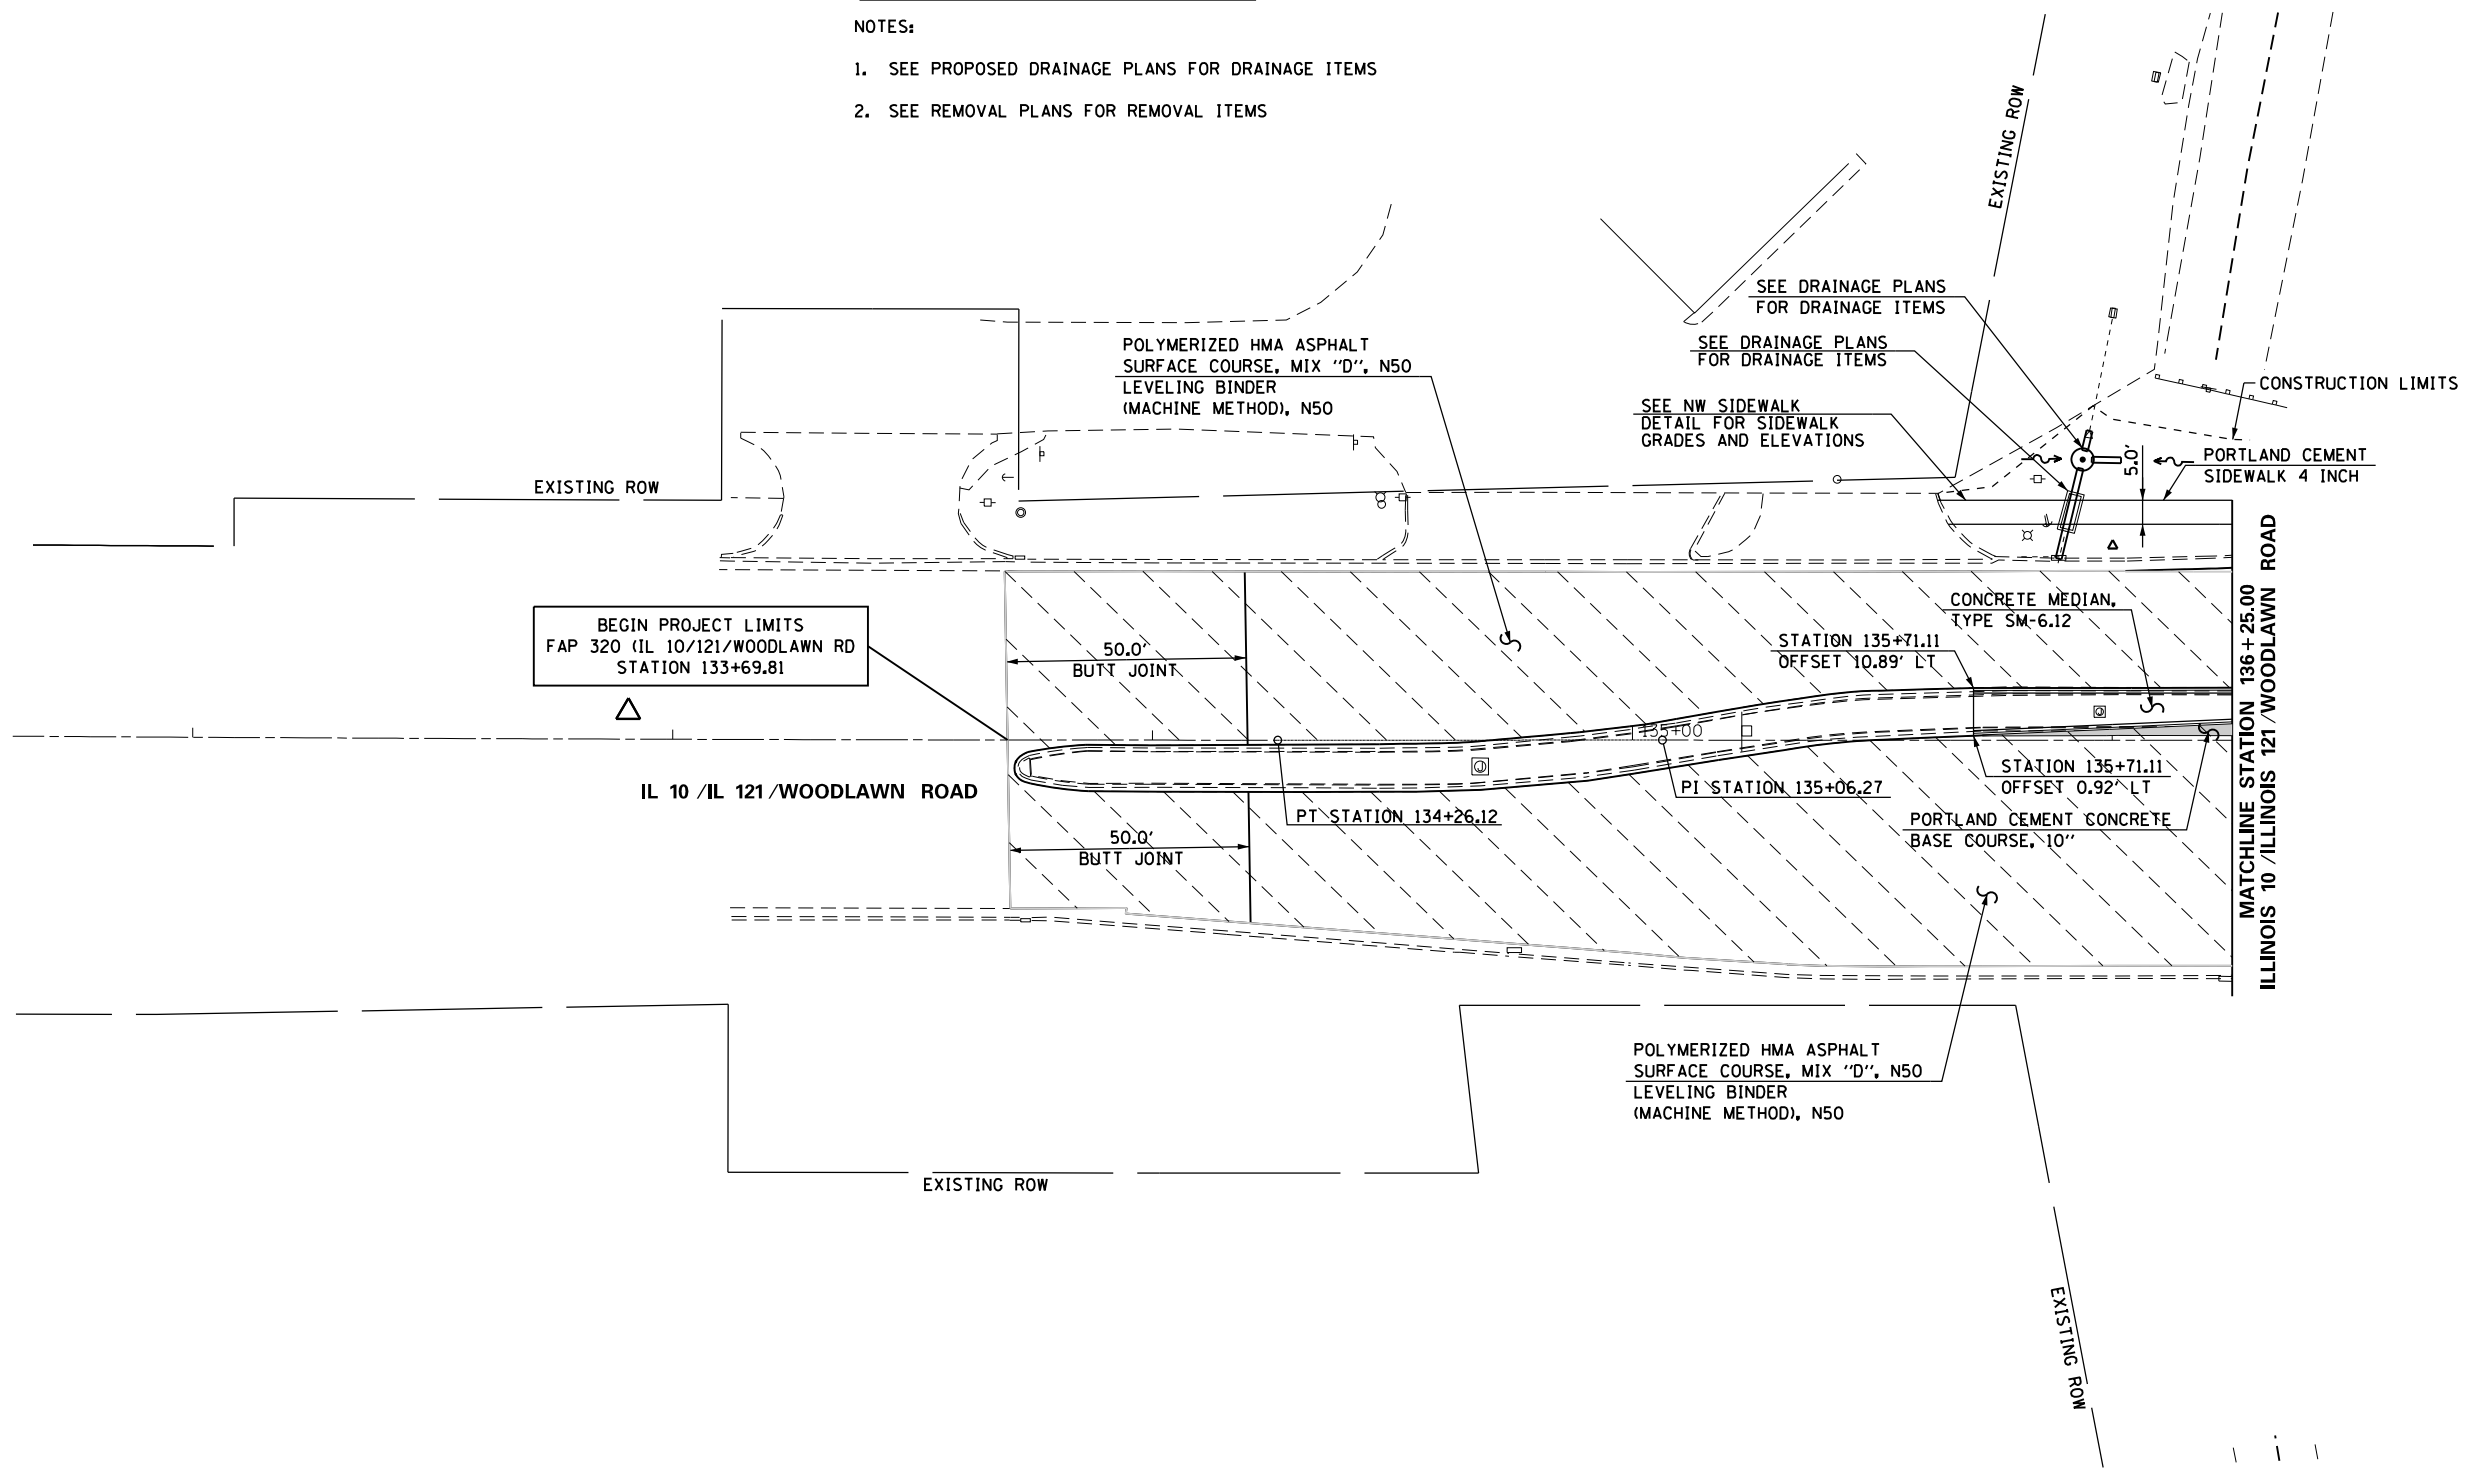 NOTES:
1. SEE PROPOSED DRAINAGE PLANS FOR DRAINAGE ITEMS
2. SEE REMOVAL PLANS FOR REMOVAL ITEMS
EXISTING ROW
SEE DRAINAGE PLANS
FOR DRAINAGE ITEMS
SEE DRAINAGE PLANS
FOR DRAINAGE ITEMS
POLYMERIZED HMA ASPHALT
SURFACE COURSE, MIX "D", N50
LEVELING BINDER
(MACHINE METHOD), N50
CONSTRUCTION LIMITS
SEE NW SIDEWALK
DETAIL FOR SIDEWALK
GRADES AND ELEVATIONS
5.0'
PORTLAND CEMENT
SIDEWALK 4 INCH
EXISTING ROW
BEGIN PROJECT LIMITS
FAP 320 (IL 10/121/WOODLAWN RD
STATION 133+69.81
50.0'
BUTT JOINT
CONCRETE MEDIAN,
TYPE SM-6.12
STATION 135+71.11
OFFSET 10.89' LT
135+00
J
J
IL 10 /IL 121 /WOODLAWN ROAD
PT STATION 134+26.12
PI STATION 135+06.27
STATION 135+71.11
OFFSET 0.92' LT
PORTLAND CEMENT CONCRETE
BASE COURSE, 10"
50.0'
BUTT JOINT
MATCHLINE STATION 136+25.00
ILLINOIS 10 /ILLINOIS 121 /WOODLAWN ROAD
POLYMERIZED HMA ASPHALT
SURFACE COURSE, MIX "D", N50
LEVELING BINDER
(MACHINE METHOD), N50
EXISTING ROW
EXISTING ROW